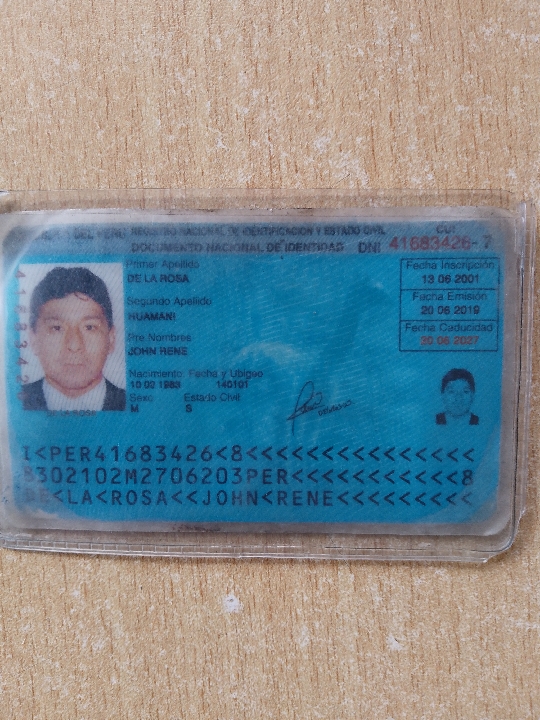 DEL PERÚ REGISTRO NACIONAL DE IDENTIFICACION Y ESTADO CIVIL
DOCUMENTO NACIONAL DE IDENTIDAD DNI
CUI
41683426-7
Primer Apellido
DE LA ROSA
Segundo Apellido
HUAMANI
Pre Nombres
JOHN RENE
Nacimiento: Fecha y Ubigeo
10 02 1983 140101
Sexo Estado Civil
M S
Fecha Inscripción
13 06 2001
Fecha Emisión
20 06 2019
Fecha Caducidad
20 06 2027
I<PER41683426<8<<<<<<<<<<<<<<<
8302102M2706203PER<<<<<<<<<<<8
DE<LA<ROSA<<JOHN<RENE<<<<<<<<<